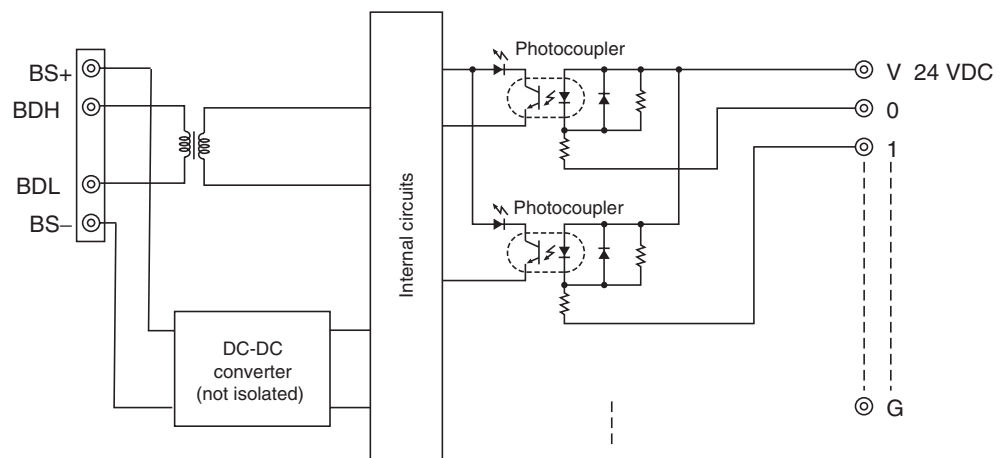 BS+
BDH
BDL
BS−
DC-DC
converter
(not isolated)
Internal circuits
Photocoupler
Photocoupler
V 24 VDC
0
1
G